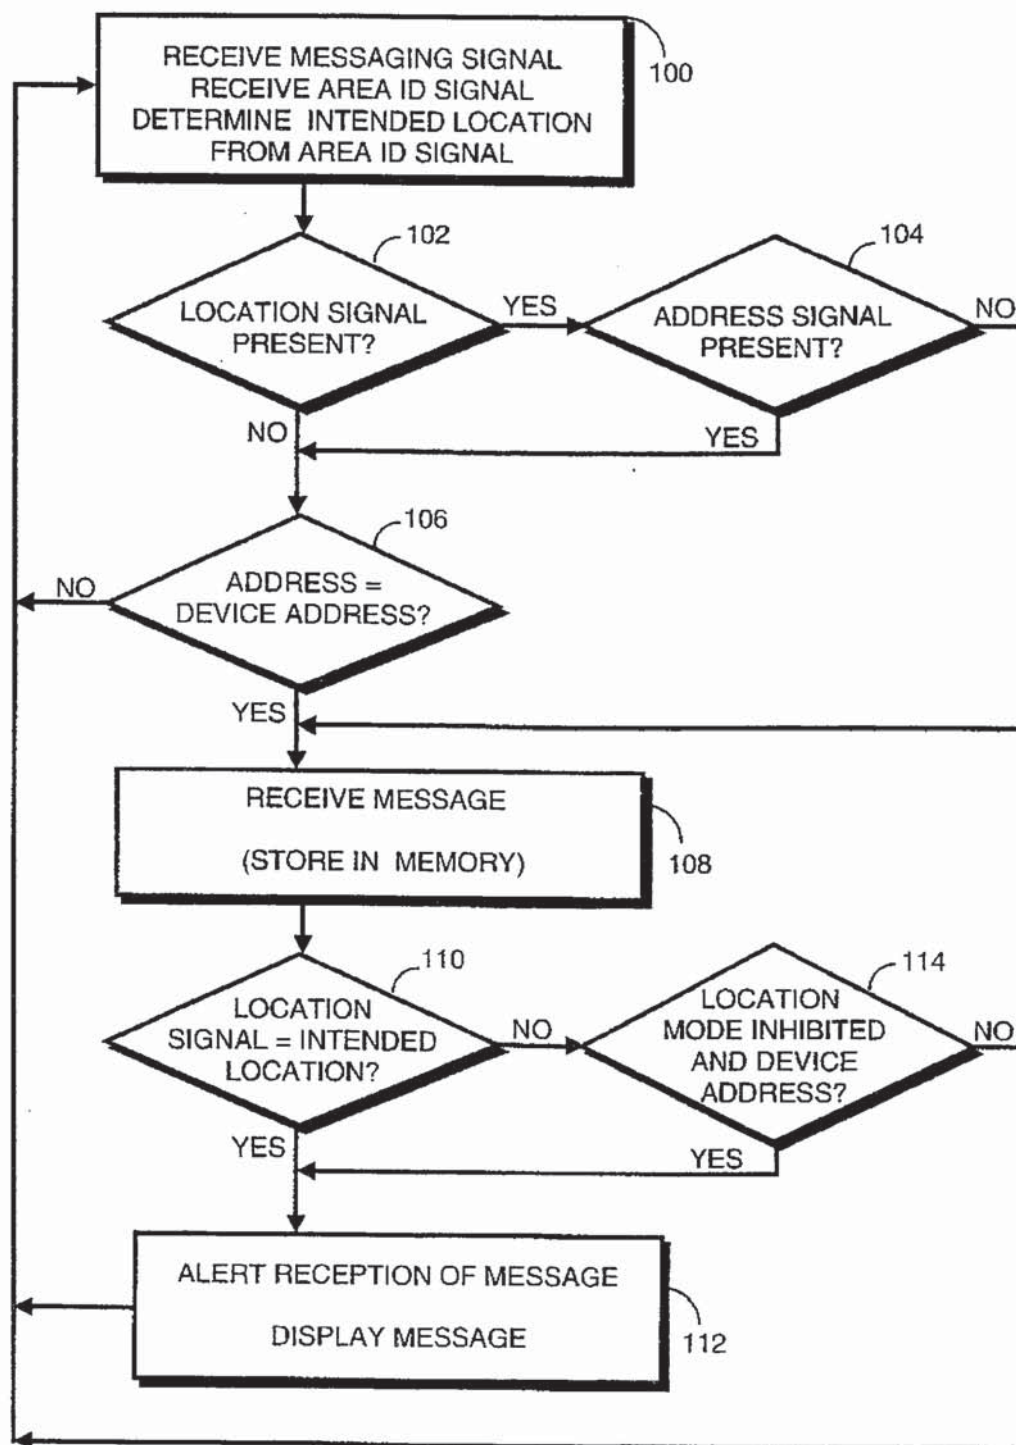 RECEIVE MESSAGING SIGNAL
RECEIVE AREA ID SIGNAL
DETERMINE INTENDED LOCATION
FROM AREA ID SIGNAL
100
102
LOCATION SIGNAL
PRESENT?
YES
NO
104
ADDRESS SIGNAL
PRESENT?
NO
YES
106
ADDRESS =
DEVICE ADDRESS?
NO
YES
RECEIVE MESSAGE
(STORE IN MEMORY)
108
110
LOCATION
SIGNAL = INTENDED
LOCATION?
NO
YES
114
LOCATION
MODE INHIBITED
AND DEVICE
ADDRESS?
NO
YES
ALERT RECEPTION OF MESSAGE
DISPLAY MESSAGE
112